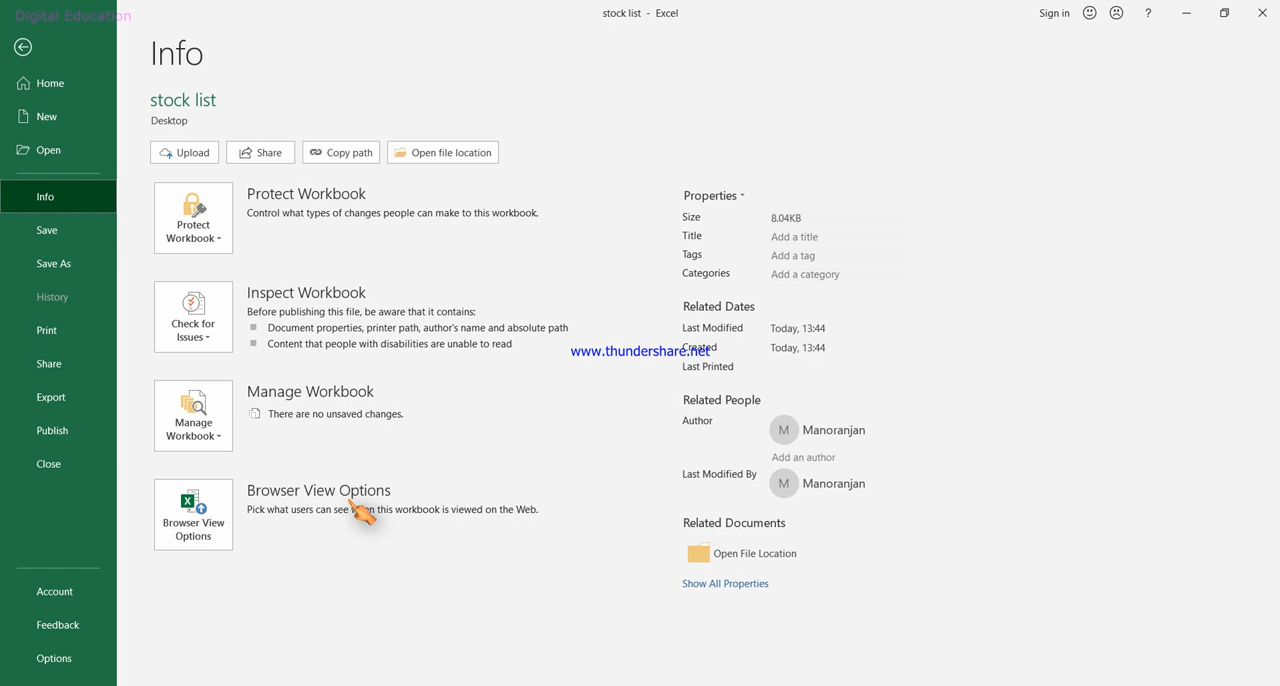 Digital Education
stock list - Excel
Sign in
?
Home
New
Open
Info
Save
Save As
History
Print
Share
Export
Publish
Close
Account
Feedback
Options
Info
stock list
Desktop
Upload
Share
Copy path
Open file location
Protect Workbook
Protect Workbook
Control what types of changes people can make to this workbook.
Check for Issues
Inspect Workbook
Before publishing this file, be aware that it contains:
Document properties, printer path, author's name and absolute path
Content that people with disabilities are unable to read
Manage Workbook
Manage Workbook
There are no unsaved changes.
Browser View Options
Browser View Options
Pick what users can see when this workbook is viewed on the Web.
Properties
Size 8.04KB
Title Add a title
Tags Add a tag
Categories Add a category
Related Dates
Last Modified Today, 13:44
www.thundershare.net
Created Today, 13:44
Last Printed
Related People
Author M Manoranjan
Add an author
Last Modified By M Manoranjan
Related Documents
Open File Location
Show All Properties